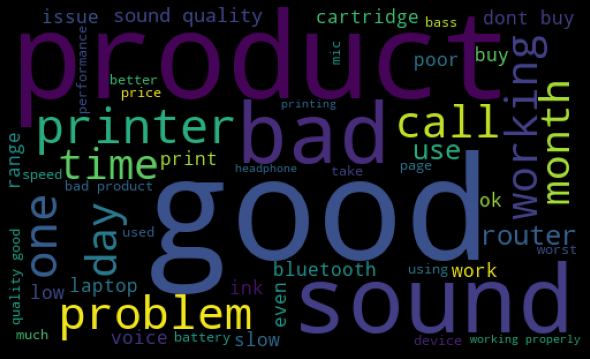 issue
sound quality
cartridge
bass
dont buy
product
performance
mic
poor
buy
better
price
working
month
printer
bad
printing
call
range
time
print
use
speed
bad product
headphone
take
page
good
ok
one
day
used
router
worst
quality good
low
laptop
ink
bluetooth
using
work
even
sound
problem
much
voice
battery
slow
device
working properly